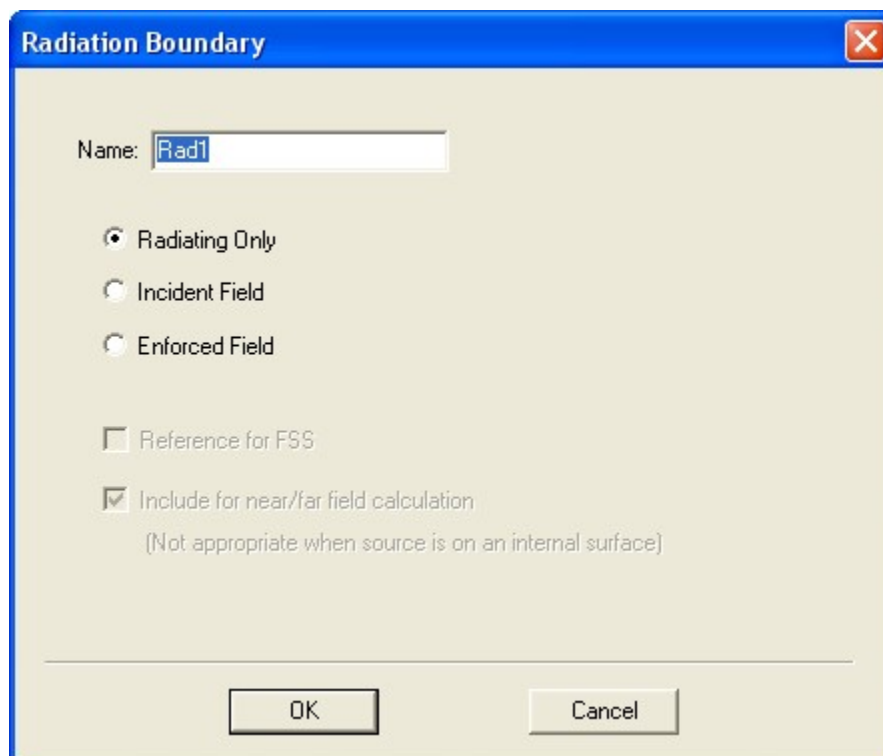 Radiation Boundary
Name: Rad1
Radiating Only
Incident Field
Enforced Field
Reference for FSS
Include for near/far field calculation
(Not appropriate when source is on an internal surface)
OK Cancel